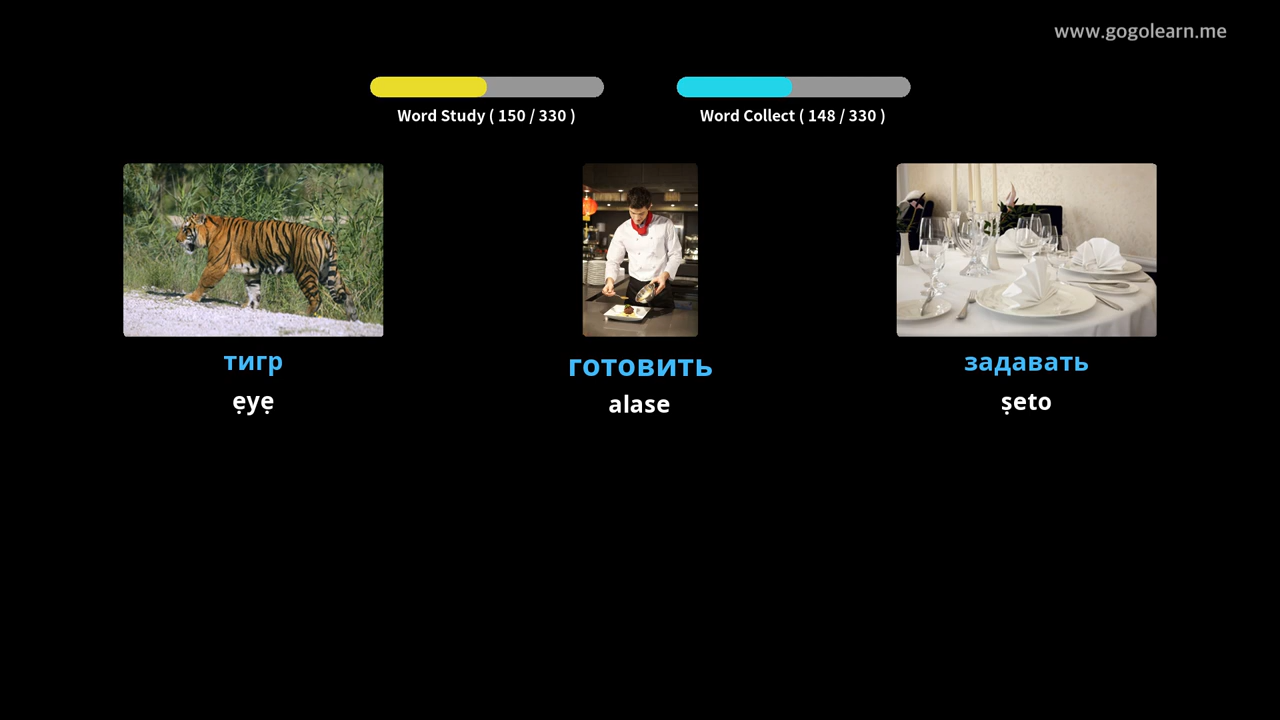 www.gogolearn.me
Word Study ( 150 / 330 )
Word Collect ( 148 / 330 )
тигр
ẹyẹ
готовить
alase
задавать
ṣeto